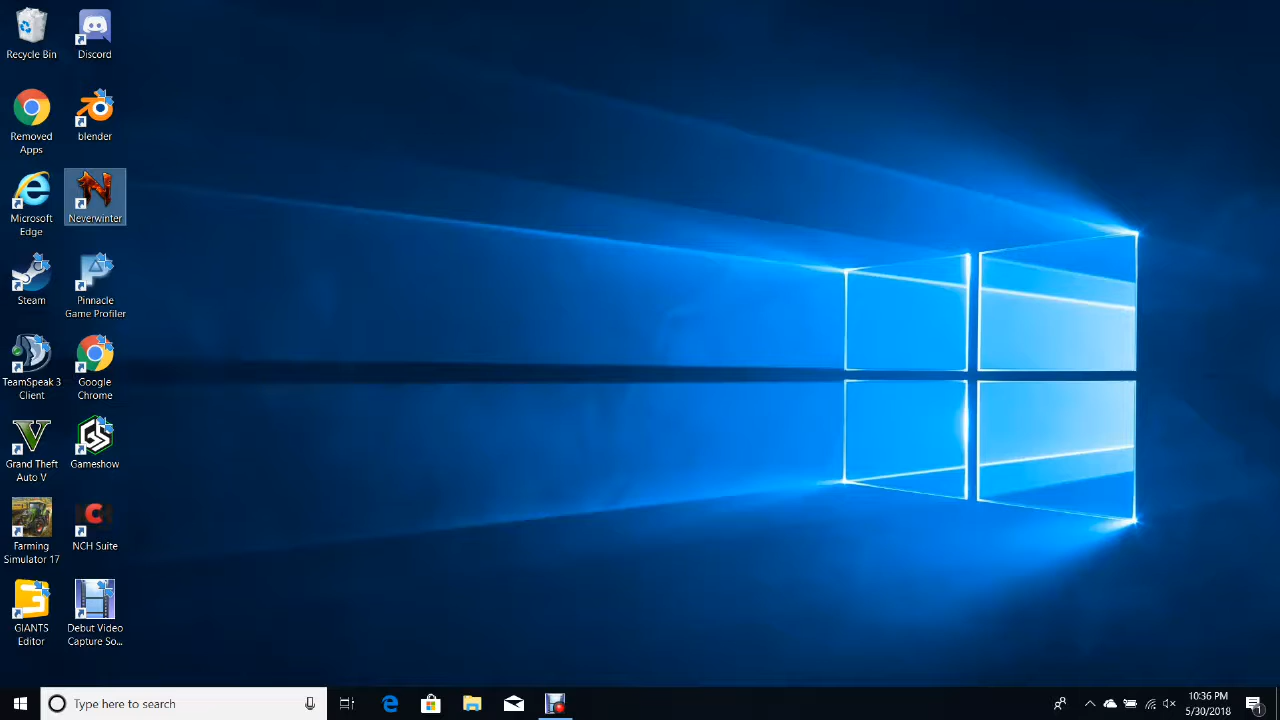 Recycle Bin
Discord
Removed
Apps
blender
Microsoft
Edge
Neverwinter
Steam
Pinnacle
Game Profiler
TeamSpeak 3
Client
Google
Chrome
Grand Theft
Auto V
Gameshow
Farming
Simulator 17
NCH Suite
GIANTS
Editor
Debut Video
Capture So...
Type here to search
10:36 PM
5/30/2018
1